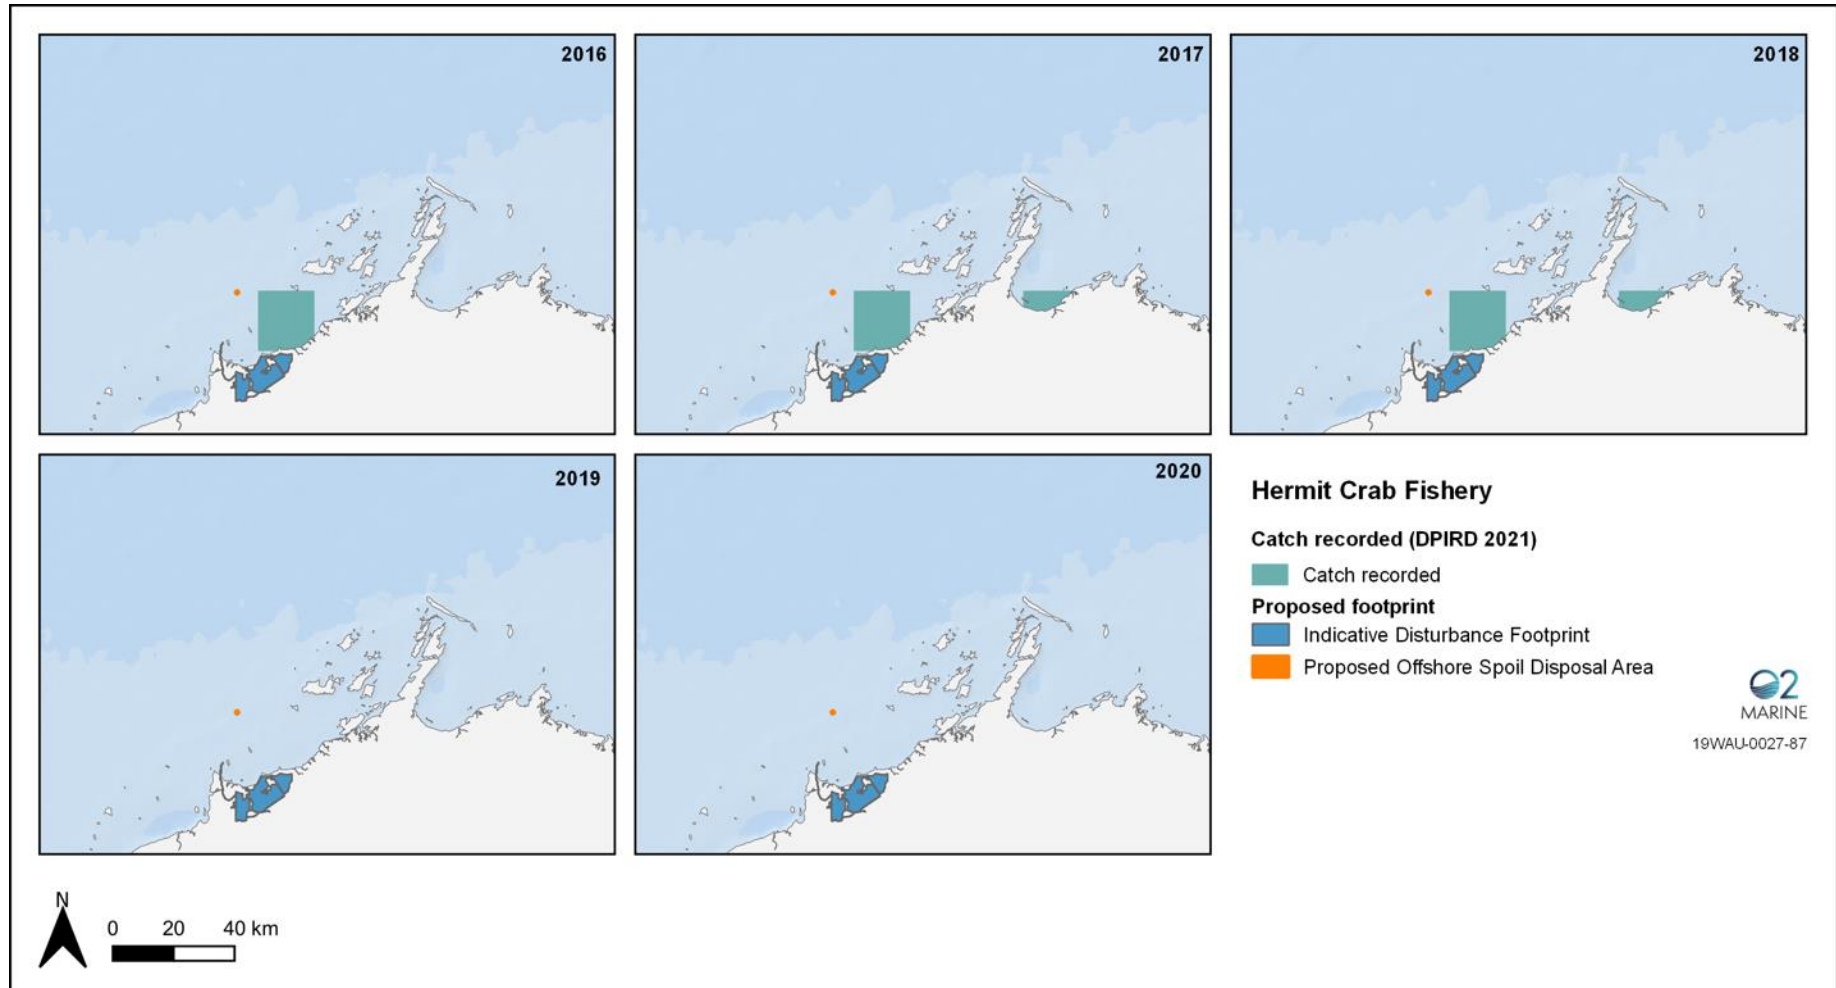 2016
2017
2018
2019
2020
Hermit Crab Fishery
Catch recorded (DPIRD 2021)
Catch recorded
Proposed footprint
Indicative Disturbance Footprint
Proposed Offshore Spoil Disposal Area
O2
MARINE
19WAU-0027-87
N
0 20 40 km